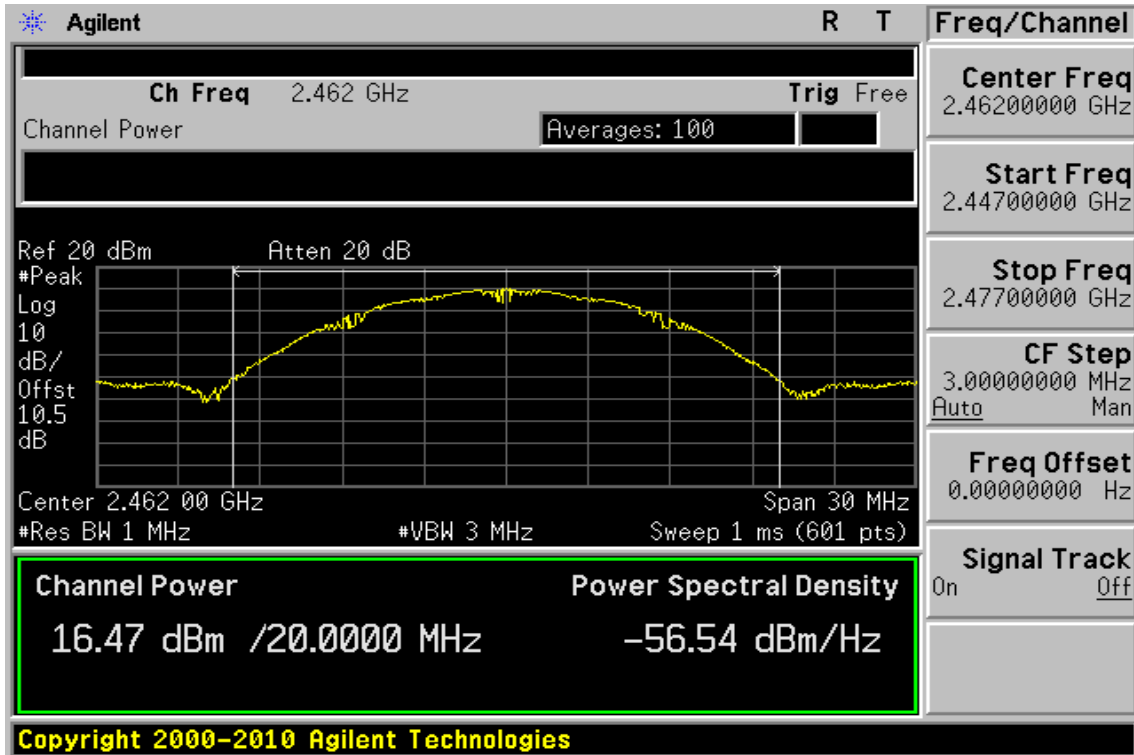 Agilent R T Freq/Channel
Ch Freq 2.462 GHz Trig Free
Channel Power Averages: 100
Center Freq
2.46200000 GHz
Start Freq
2.44700000 GHz
Stop Freq
2.47700000 GHz
CF Step
3.00000000 MHz
Auto Man
Freq Offset
0.00000000 Hz
Signal Track
On Off
Ref 20 dBm Atten 20 dB
#Peak
Log
10
dB/
Offst
10.5
dB
Center 2.462 00 GHz Span 30 MHz
#Res BW 1 MHz #VBW 3 MHz Sweep 1 ms (601 pts)
Channel Power Power Spectral Density
16.47 dBm /20.0000 MHz -56.54 dBm/Hz
Copyright 2000-2010 Agilent Technologies